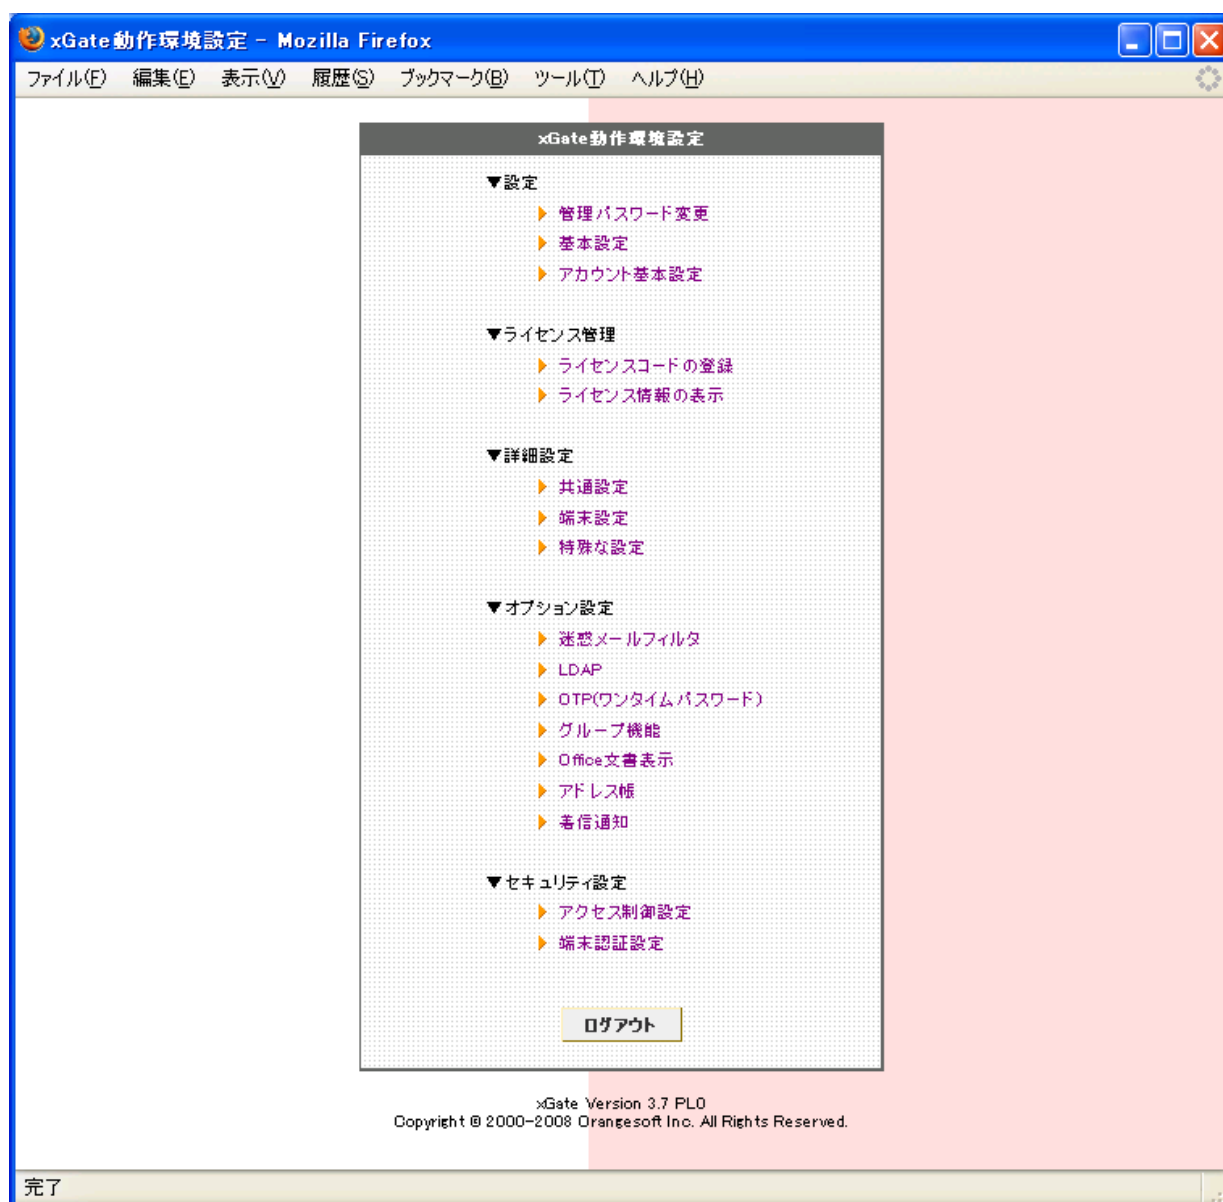 xGate動作環境設定 - Mozilla Firefox
ファイル(F) 編集(E) 表示(V) 履歴(S) ブックマーク(B) ツール(T) ヘルプ(H)
xGate動作環境設定
▼設定
管理パスワード変更
基本設定
アカウント基本設定
▼ライセンス管理
ライセンスコードの登録
ライセンス情報の表示
▼詳細設定
共通設定
端末設定
特殊な設定
▼オプション設定
迷惑メールフィルタ
LDAP
OTP(ワンタイムパスワード)
グループ機能
Office文書表示
アドレス帳
着信通知
▼セキュリティ設定
アクセス制御設定
端末認証設定
ログアウト
xGate Version 3.7 PL0
Copyright © 2000-2008 Orangesoft Inc. All Rights Reserved.
完了